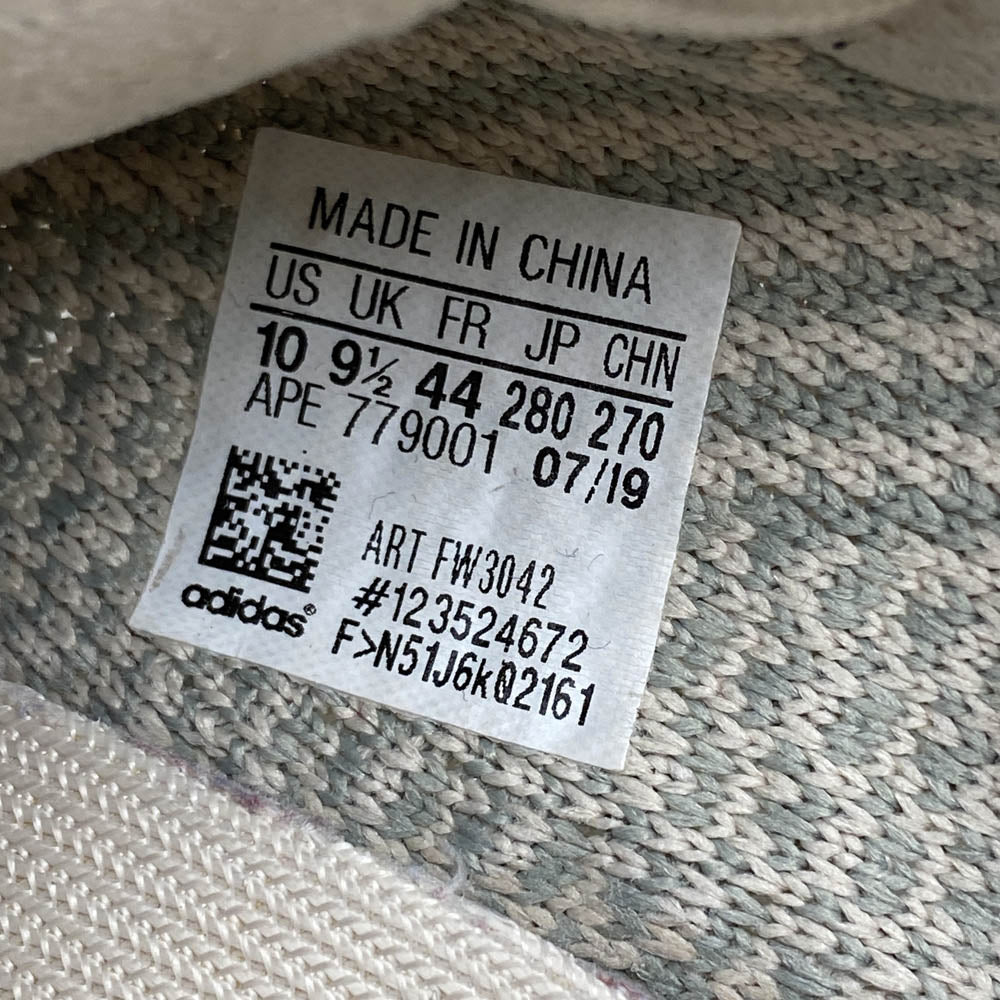 MADE IN CHINA
US UK FR JP CHN
10 9½ 44 280 270
APE 779001 07/19
ART FW3042
#123524672
F>N51J6k02161
adidas®